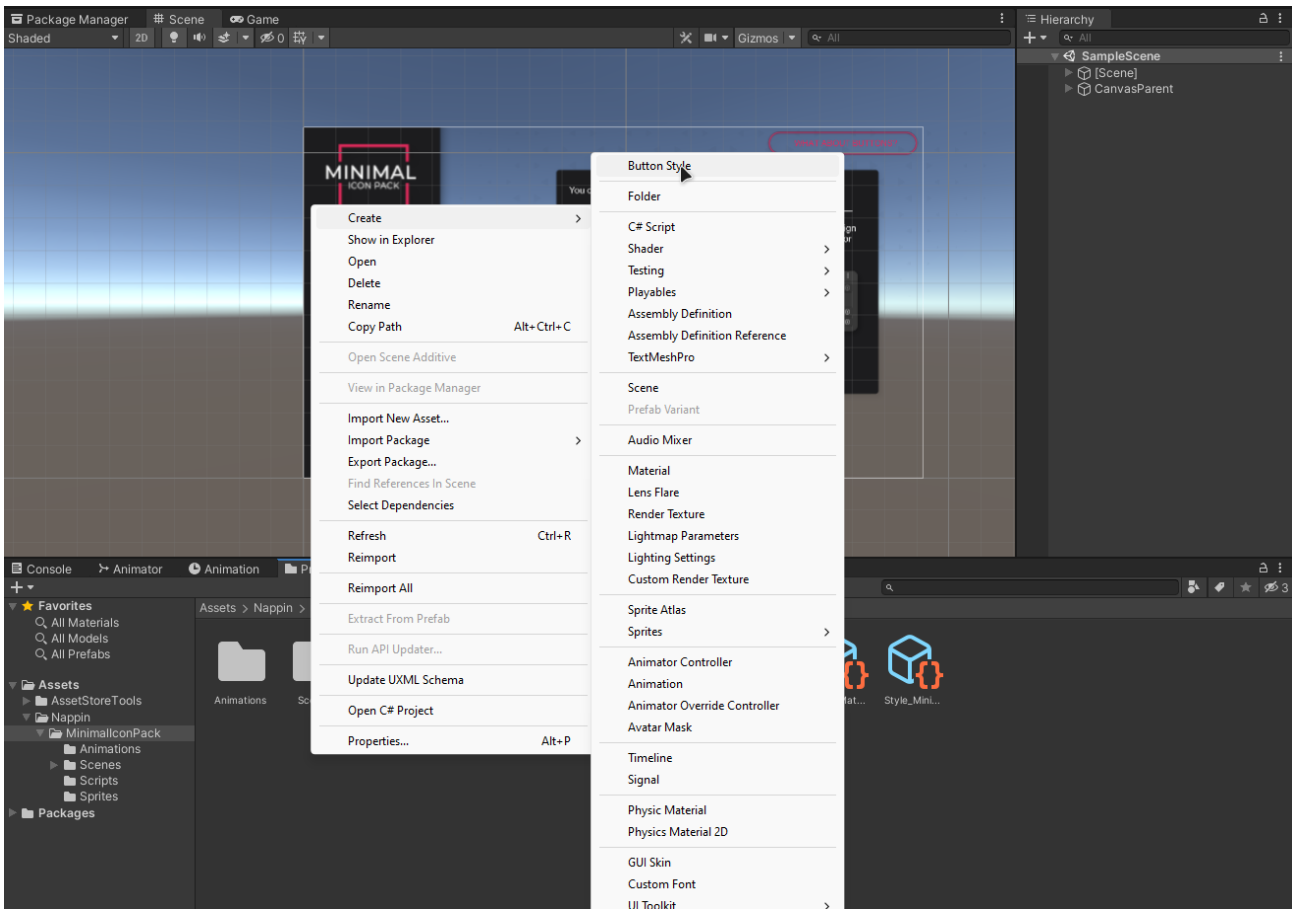 Package Manager
Scene
Game
Hierarchy
Shaded
2D
0
Gizmos
All
All
SampleScene
[Scene]
CanvasParent
MINIMAL
ICON PACK
You c
Button Style
Folder
C# Script
Shader
Testing
Playables
Assembly Definition
Assembly Definition Reference
TextMeshPro
Scene
Prefab Variant
Audio Mixer
Material
Lens Flare
Render Texture
Lightmap Parameters
Lighting Settings
Custom Render Texture
Sprite Atlas
Sprites
Animator Controller
Animation
Animator Override Controller
Avatar Mask
Timeline
Signal
Physic Material
Physics Material 2D
GUI Skin
Custom Font
UI Toolkit
Create
Show in Explorer
Open
Delete
Rename
Copy Path Alt+Ctrl+C
Open Scene Additive
View in Package Manager
Import New Asset...
Import Package
Export Package...
Find References In Scene
Select Dependencies
Refresh Ctrl+R
Reimport
Reimport All
Extract From Prefab
Run API Updater...
Update UXML Schema
Open C# Project
Properties... Alt+P
Console
Animator
Animation
3
Favorites
All Materials
All Models
All Prefabs
Assets
AssetStoreTools
Nappin
MinimalIconPack
Animations
Scenes
Scripts
Sprites
Packages
Assets > Nappin >
Animations
Style_Mini...